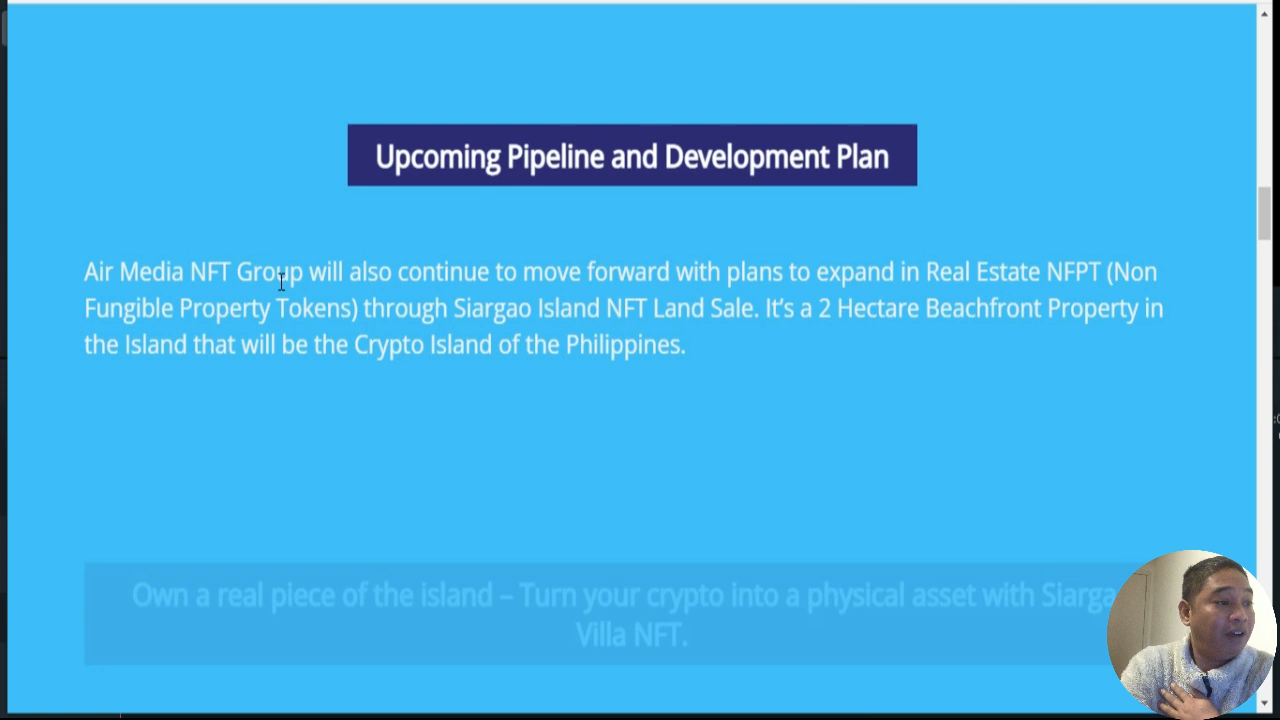 Upcoming Pipeline and Development Plan
Air Media NFT Group will also continue to move forward with plans to expand in Real Estate NFPT (Non
Fungible Property Tokens) through Siargao Island NFT Land Sale. It’s a 2 Hectare Beachfront Property in
the Island that will be the Crypto Island of the Philippines.
Own a real piece of the island – Turn your crypto into a physical asset with
Villa NFT.